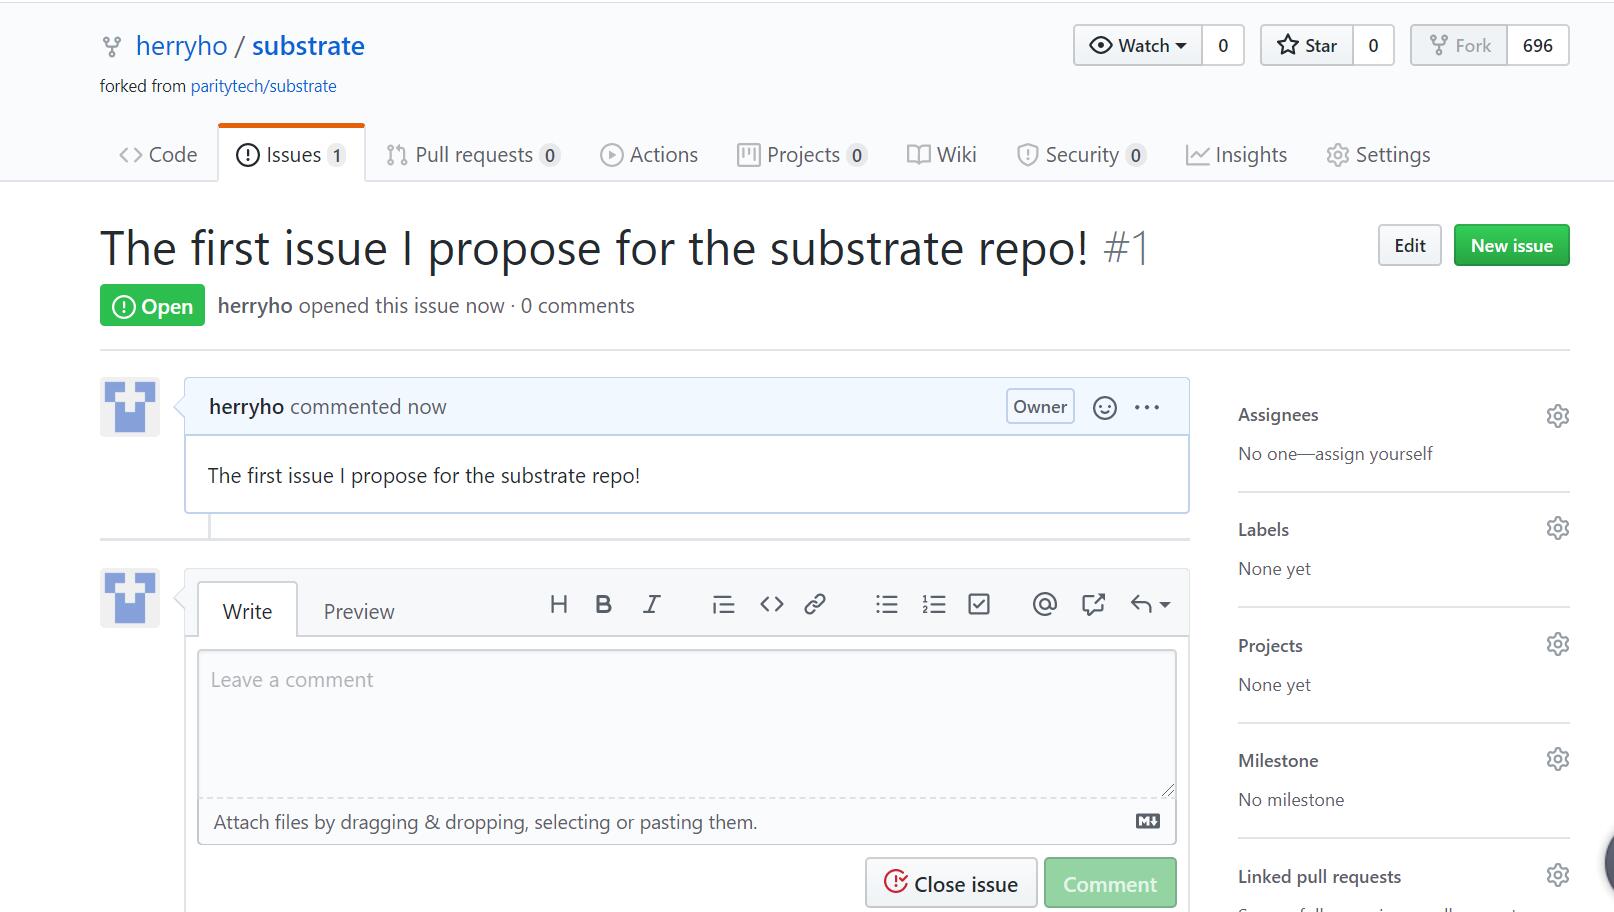 herryho / substrate
Watch 0 Star 0 Fork 696
forked from paritytech/substrate
Code Issues 1 Pull requests 0 Actions Projects 0 Wiki Security 0 Insights Settings
The first issue I propose for the substrate repo! #1
Edit New issue
Open herryho opened this issue now · 0 comments
herryho commented now
Owner
The first issue I propose for the substrate repo!
Write Preview
Leave a comment
Attach files by dragging & dropping, selecting or pasting them.
Close issue Comment
Assignees
No one—assign yourself
Labels
None yet
Projects
None yet
Milestone
No milestone
Linked pull requests